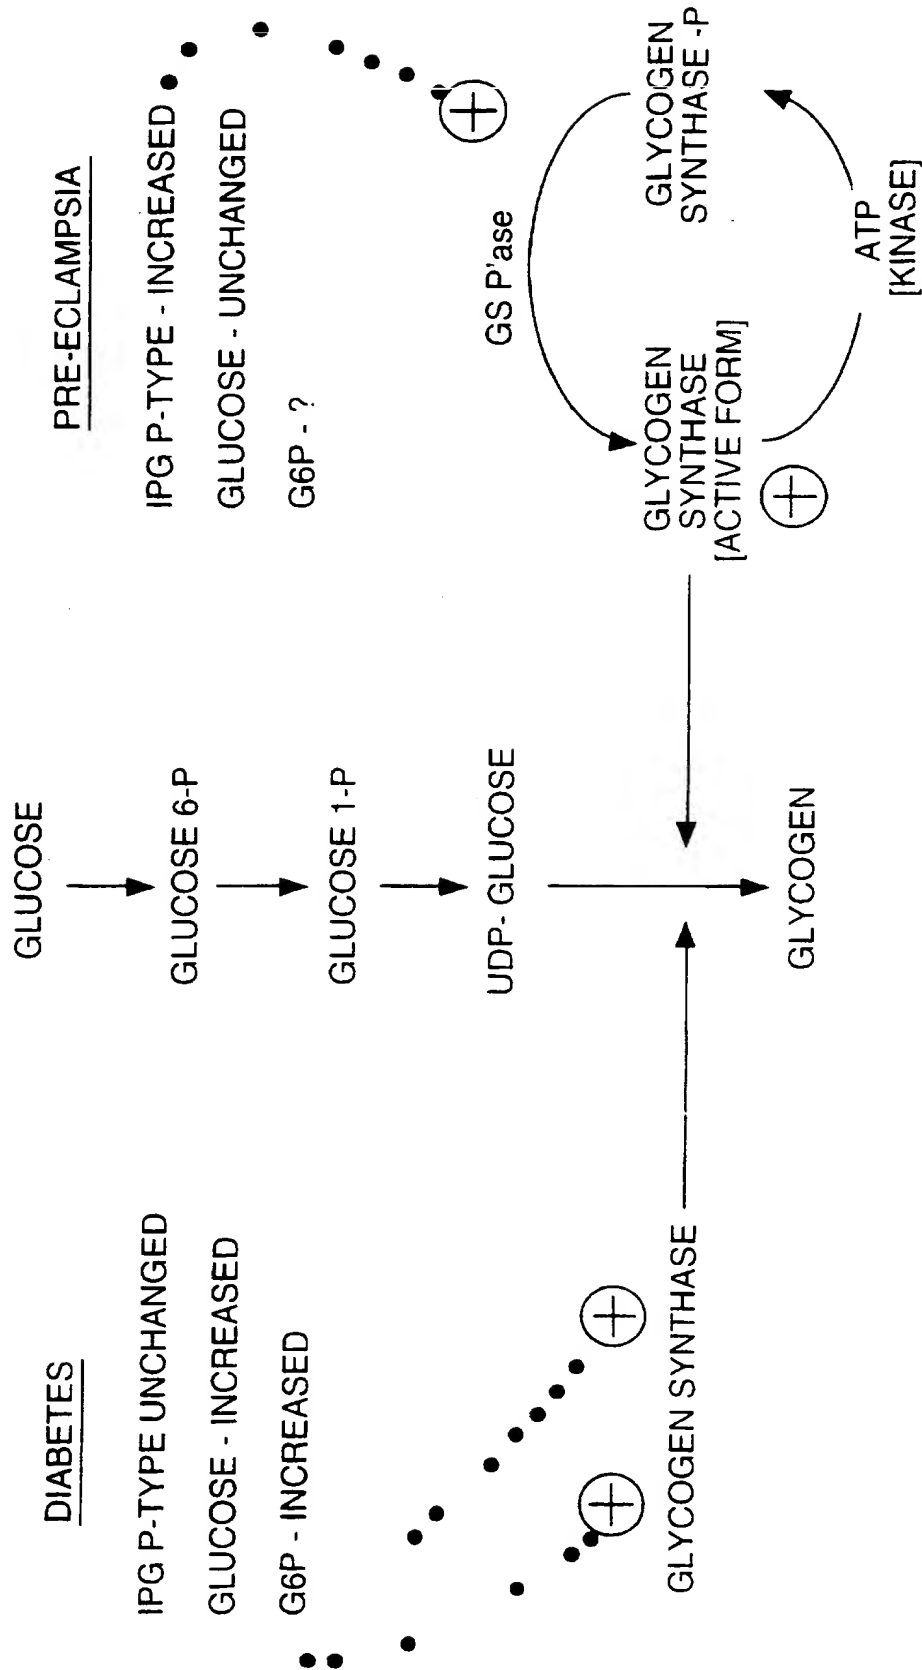 DIABETES
IPG P-TYPE UNCHANGED
GLUCOSE - INCREASED
G6P - INCREASED
GLYCOGEN SYNTHASE
GLUCOSE
GLUCOSE 6-P
GLUCOSE 1-P
UDP- GLUCOSE
GLYCOGEN
PRE-ECLAMPSIA
IPG P-TYPE - INCREASED
GLUCOSE - UNCHANGED
G6P - ?
GS P'ase
GLYCOGEN
SYNTHASE
[ACTIVE FORM]
GLYCOGEN
SYNTHASE -P
ATP
[KINASE]